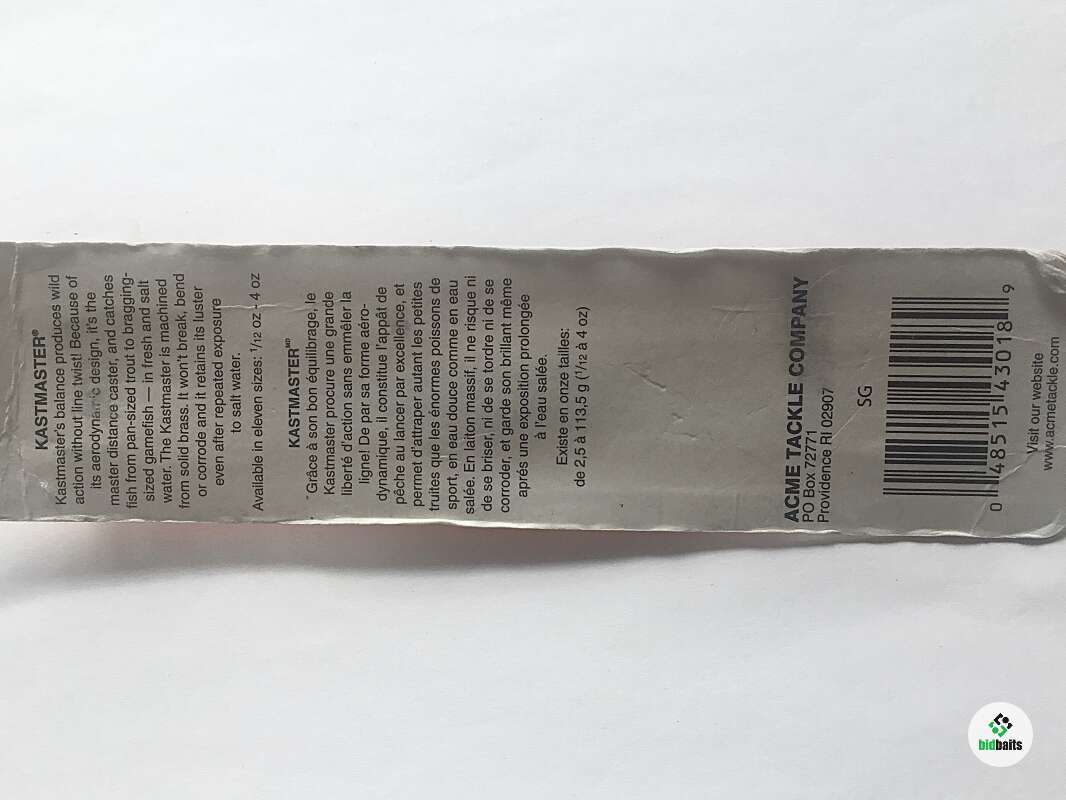 KASTMASTER®
Kastmaster's balance produces wild
action without line twist! Because of
its aerodynamic design, it's the
master distance caster, and catches
fish from pan-sized trout to bragging-
sized gamefish — in fresh and salt
water. The Kastmaster is machined
from solid brass. It won't break, bend
or corrode and it retains its luster
even after repeated exposure
to salt water.
Available in eleven sizes: 1/12 oz - 4 oz
KASTMASTER MD
Grâce à son bon équilibrage, le
Kastmaster procure une grande
liberté d'action sans emmêler la
ligne! De par sa forme aéro-
dynamique, il constitue l'appât de
pêche au lancer par excellence, et
permet d'attraper autant les petites
truites que les énormes poissons de
sport, en eau douce comme en eau
salée. En laiton massif, il ne risque ni
de se briser, ni de se tordre ni de se
corroder, et garde son brillant même
aprés une exposition prolongée
à l'eau salée.
Existe en onze tailles:
de 2,5 à 113,5 g (1/12 à 4 oz)
ACME TACKLE COMPANY
PO Box 72771
Providence RI 02907
SG
0 48515 43018 9
Visit our website
www.acmetackle.com
bidbaits